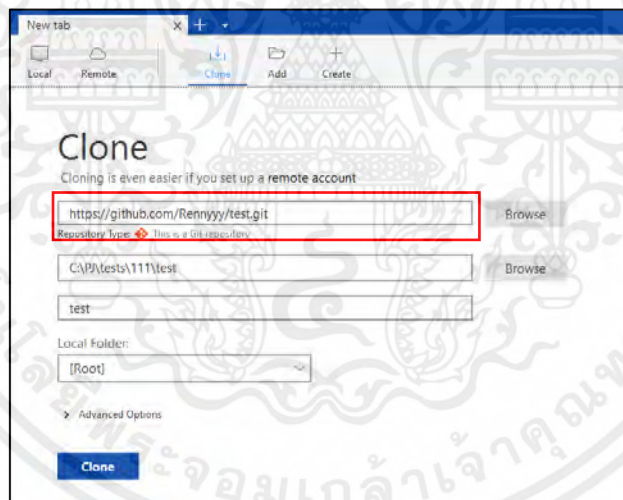 New tab
Local Remote Clone Add Create
Clone
Cloning is even easier if you set up a remote account
https://github.com/Rennyyy/test.git Browse
Repository Type: This is a Git repository
C:\PJ\tests\111\test Browse
test
Local Folder:
[Root]
Advanced Options
Clone